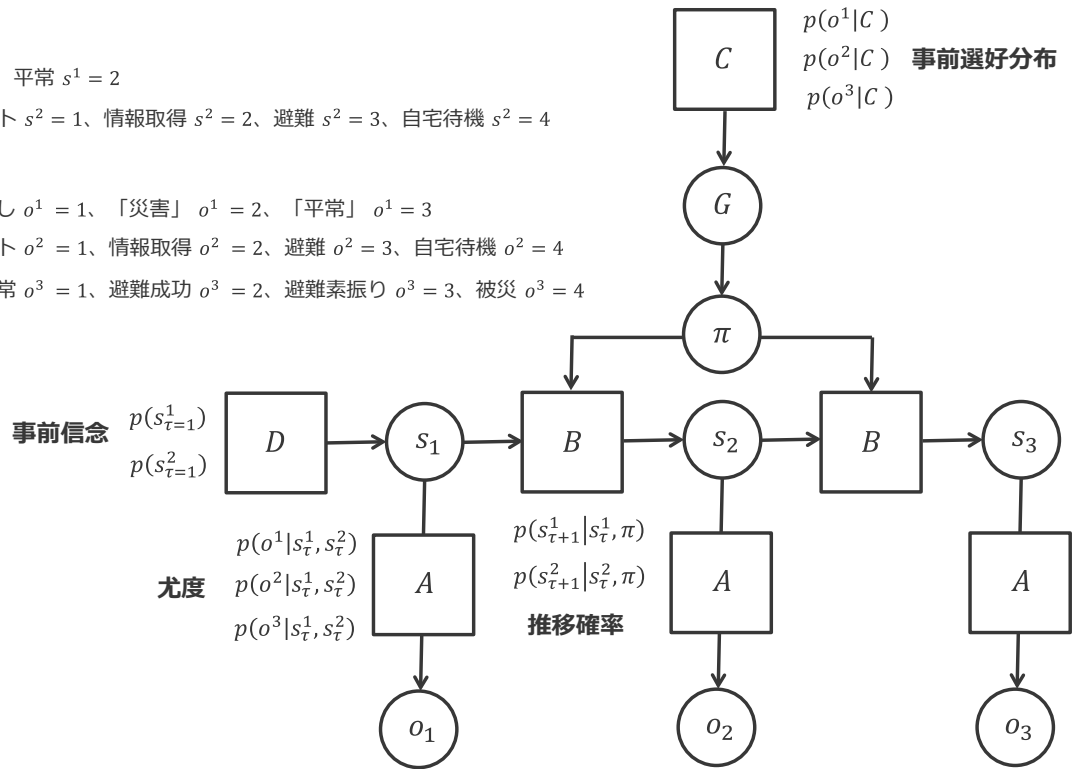 p(o¹|C )
C
p(o²|C )
事前選好分布
p(o³|C )
平常 s¹ = 2
ト s² = 1、情報取得 s² = 2、避難 s² = 3、自宅待機 s² = 4
G
し o¹ = 1、「災害」 o¹ = 2、「平常」 o¹ = 3
ト o² = 1、情報取得 o² = 2、避難 o² = 3、自宅待機 o² = 4
常 o³ = 1、避難成功 o³ = 2、避難素振り o³ = 3、被災 o³ = 4
π
事前信念
p(s¹τ=1)
p(s²τ=1)
D
s₁
B
s₂
B
s₃
尤度
p(o¹|s¹τ, s²τ)
p(o²|s¹τ, s²τ)
p(o³|s¹τ, s²τ)
A
p(s¹τ+1|s¹τ, π)
p(s²τ+1|s²τ, π)
推移確率
A
A
o₁
o₂
o₃